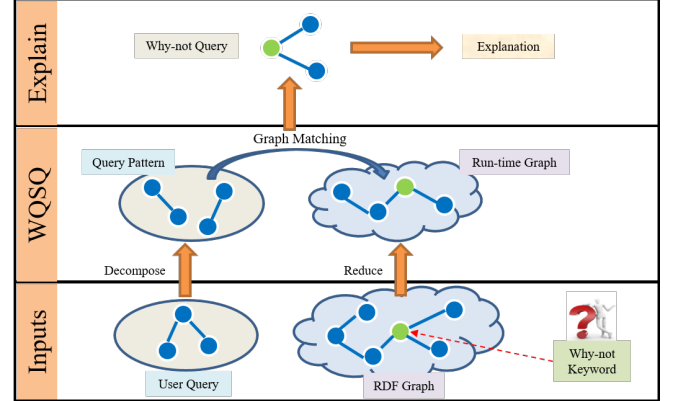 Explain
Why-not Query
Explanation
WQSQ
Graph Matching
Query Pattern
Run-time Graph
Decompose
Reduce
Inputs
?
User Query
RDF Graph
Why-not
Keyword